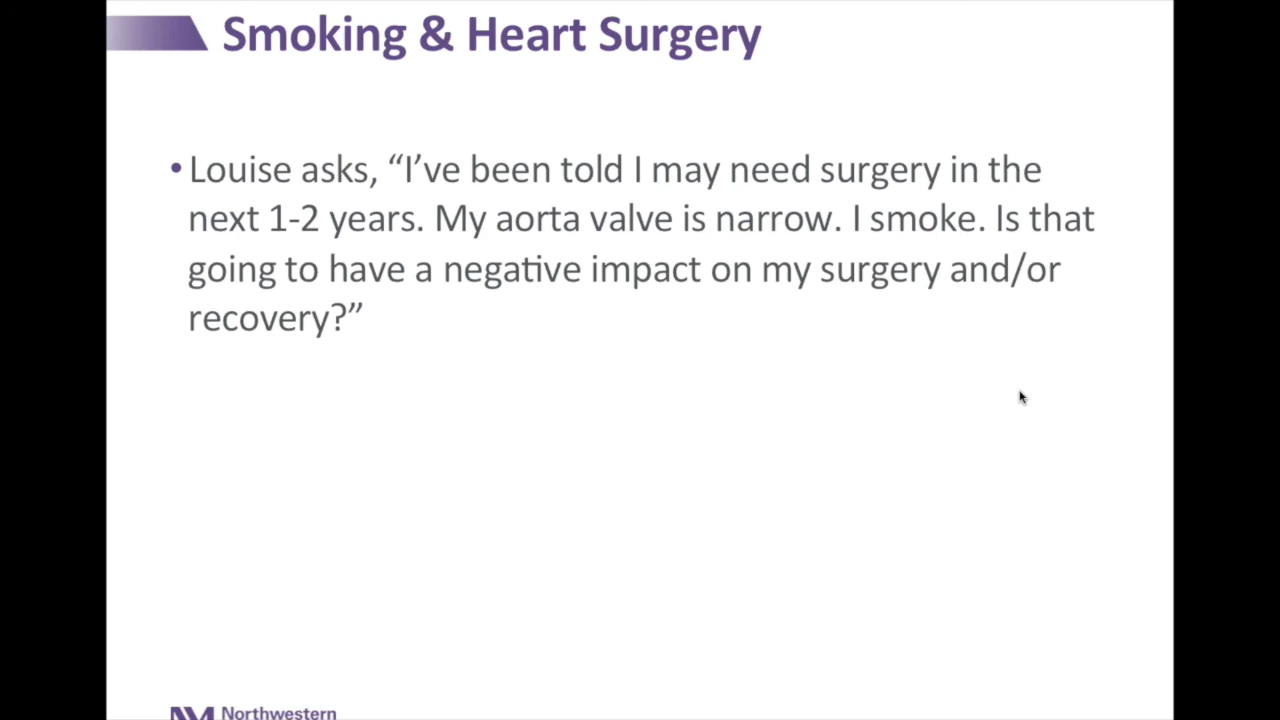 Smoking & Heart Surgery
• Louise asks, “I’ve been told I may need surgery in the
next 1-2 years. My aorta valve is narrow. I smoke. Is that
going to have a negative impact on my surgery and/or
recovery?”
NM Northwestern